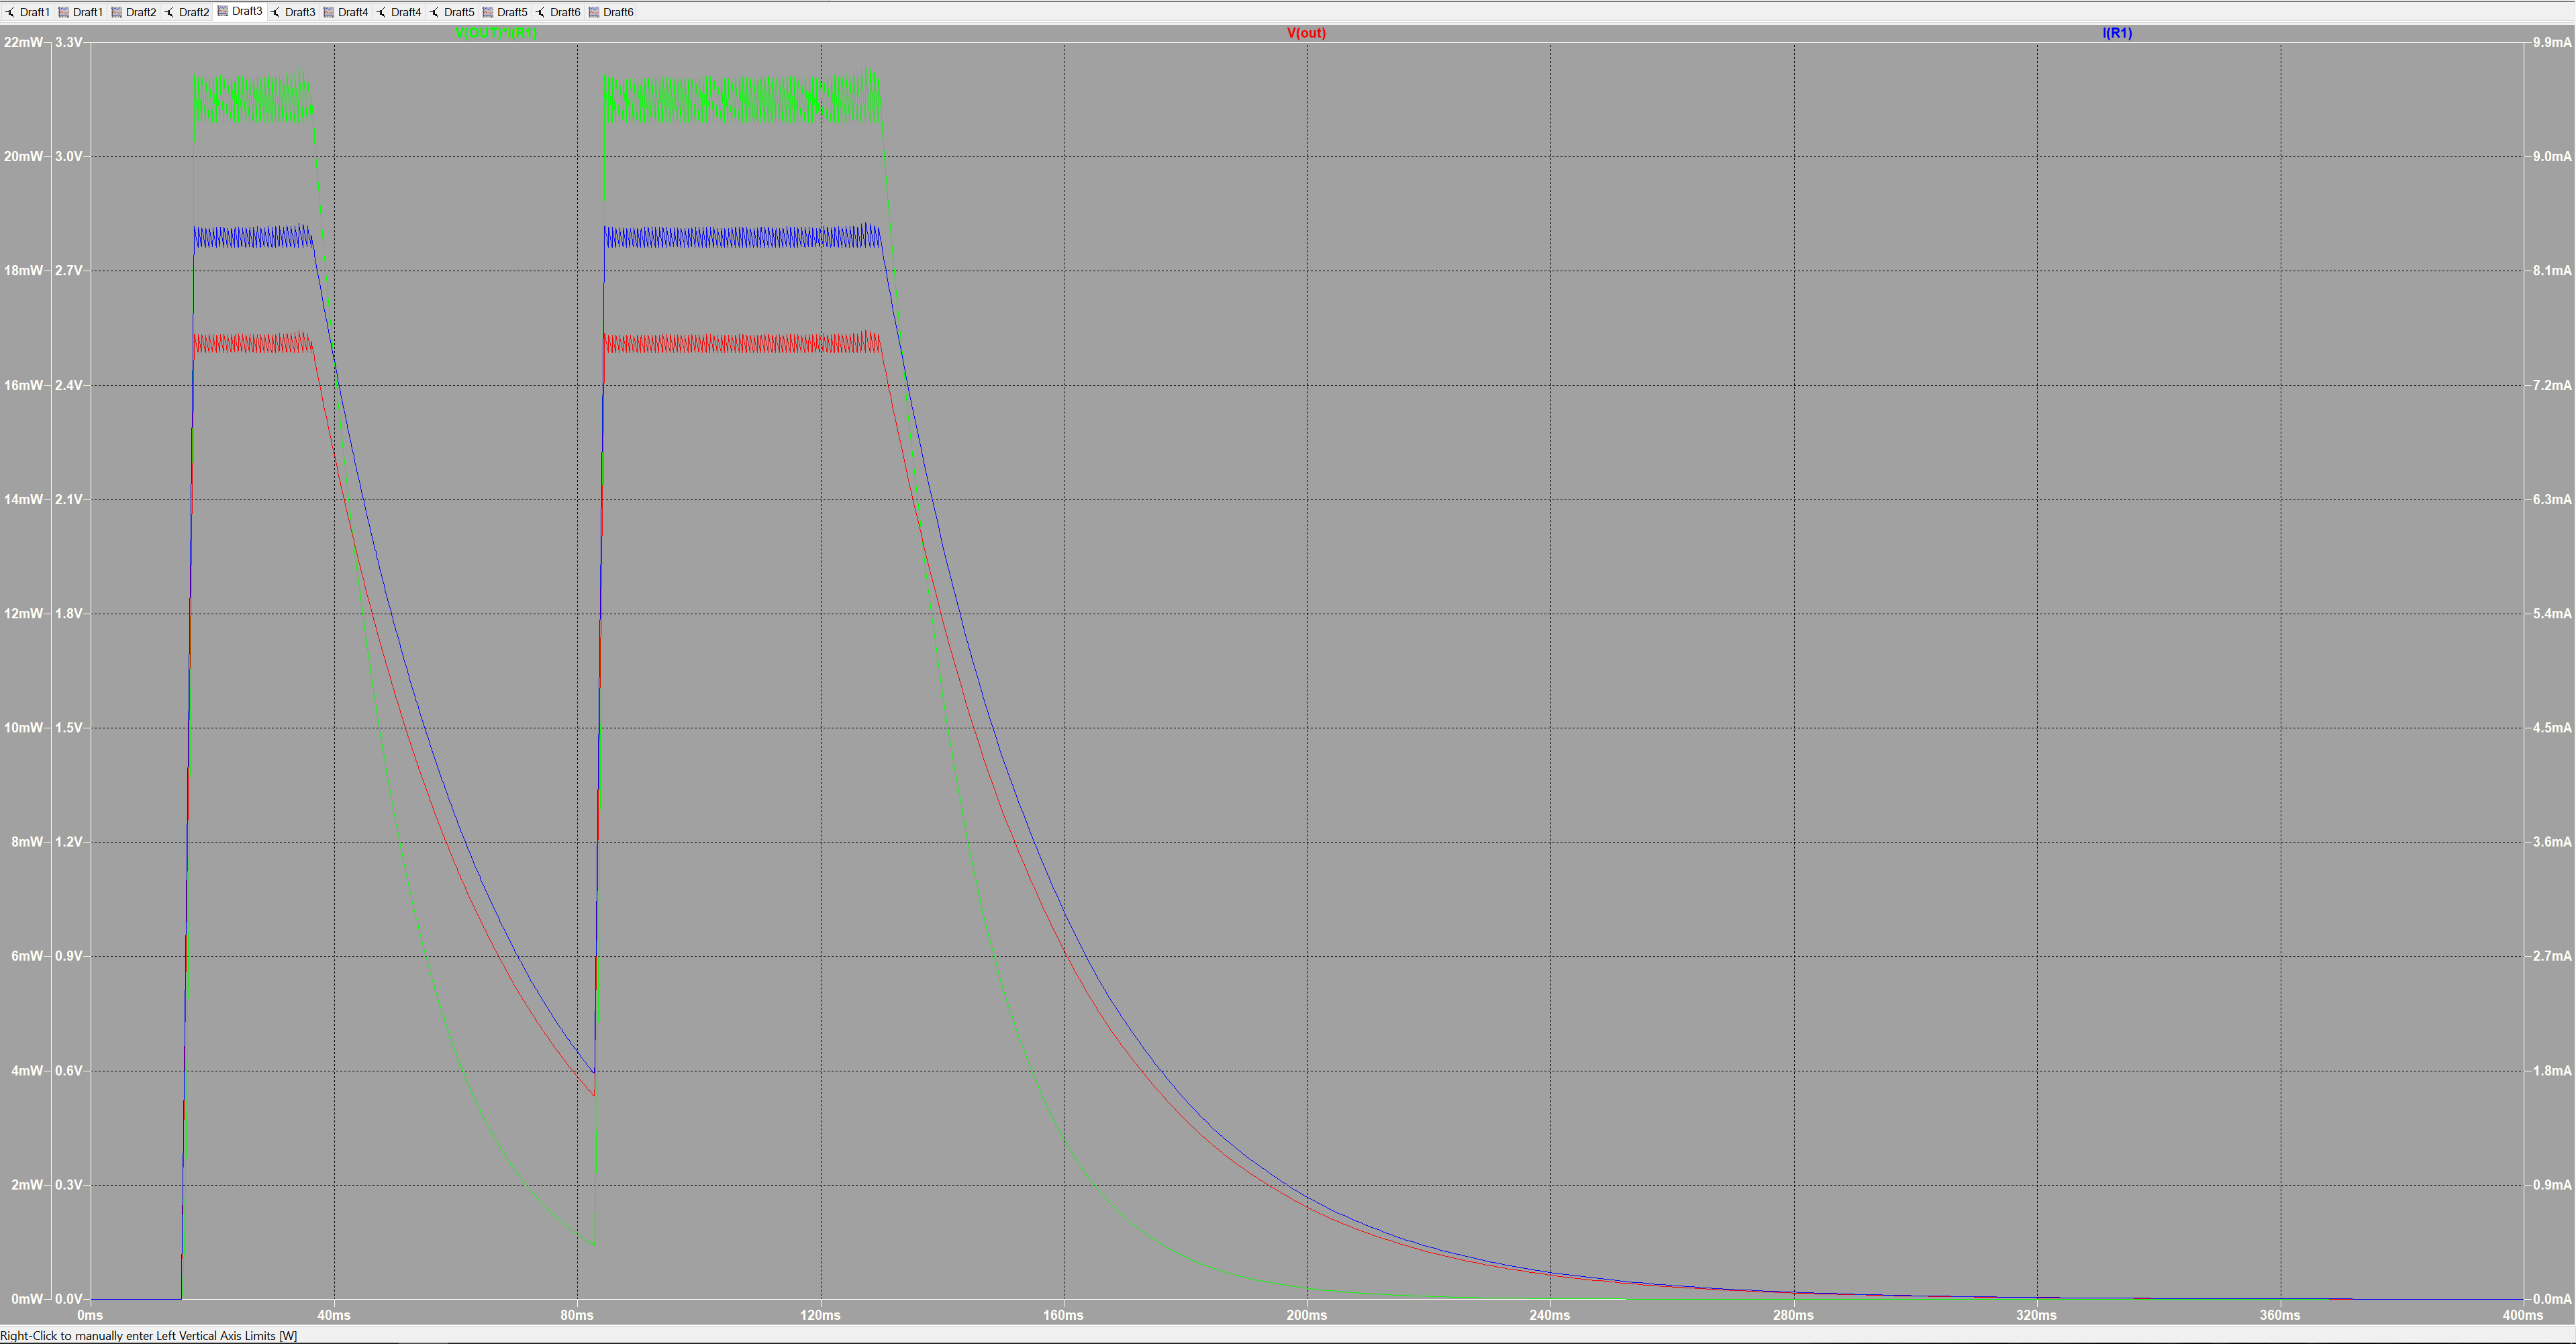 Draft1 Draft1 Draft2 Draft2 Draft3 Draft3 Draft4 Draft4 Draft5 Draft5 Draft6 Draft6
V(OUT)*I(R1) V(out) I(R1)
22mW 3.3V 9.9mA
20mW 3.0V 9.0mA
18mW 2.7V 8.1mA
16mW 2.4V 7.2mA
14mW 2.1V 6.3mA
12mW 1.8V 5.4mA
10mW 1.5V 4.5mA
8mW 1.2V 3.6mA
6mW 0.9V 2.7mA
4mW 0.6V 1.8mA
2mW 0.3V 0.9mA
0mW 0.0V 0.0mA
0ms 40ms 80ms 120ms 160ms 200ms 240ms 280ms 320ms 360ms 400ms
Right-Click to manually enter Left Vertical Axis Limits [W]